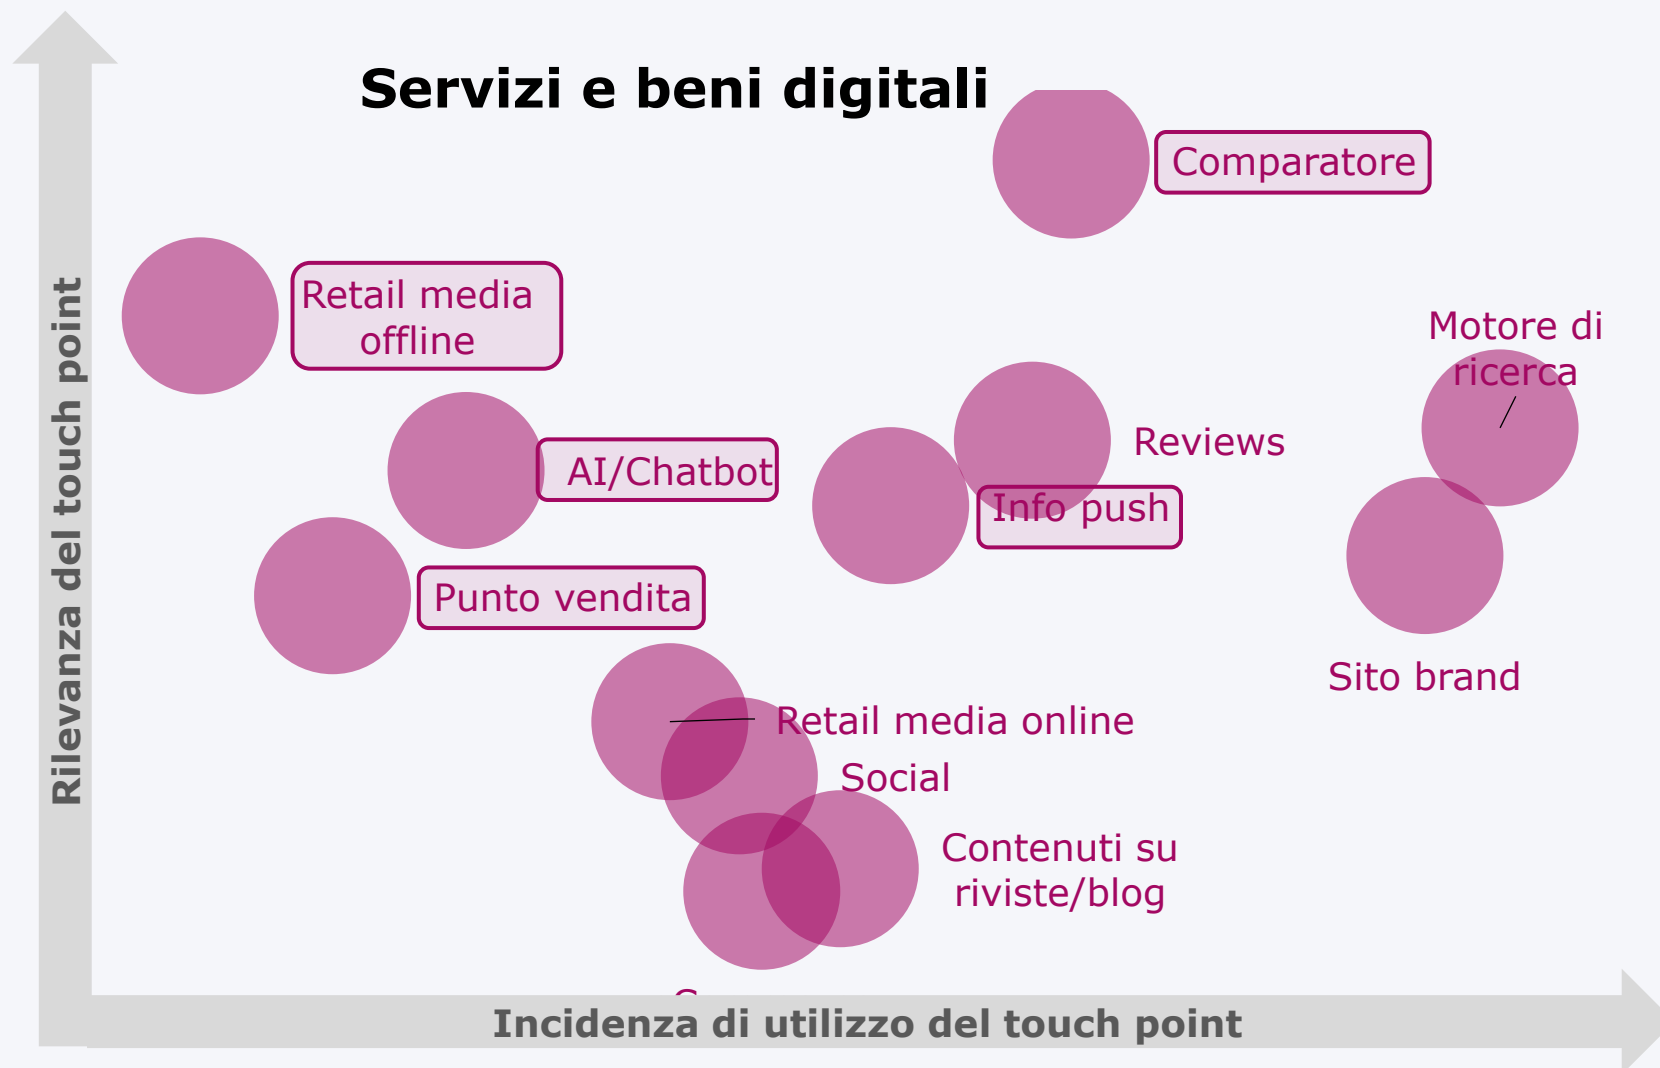 Servizi e beni digitali
Comparatore
Retail media
offline
Motore di
ricerca
Reviews
AI/Chatbot
Info push
Punto vendita
Sito brand
Retail media online
Social
Contenuti su
riviste/blog
Rilevanza del touch point
Incidenza di utilizzo del touch point